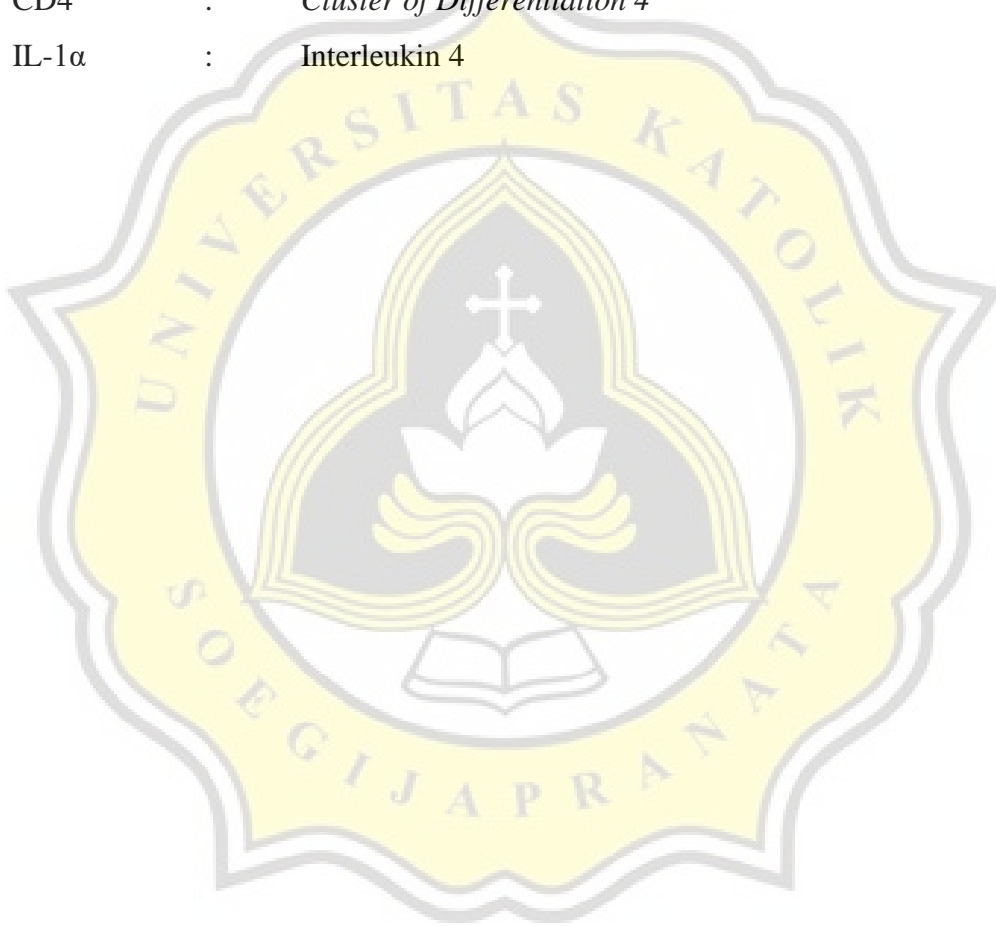 CD4 : Cluster of Differentiation 4
IL-1α : Interleukin 4
UNIVERSITAS KATOLIK
SOEGIJAPRANATA